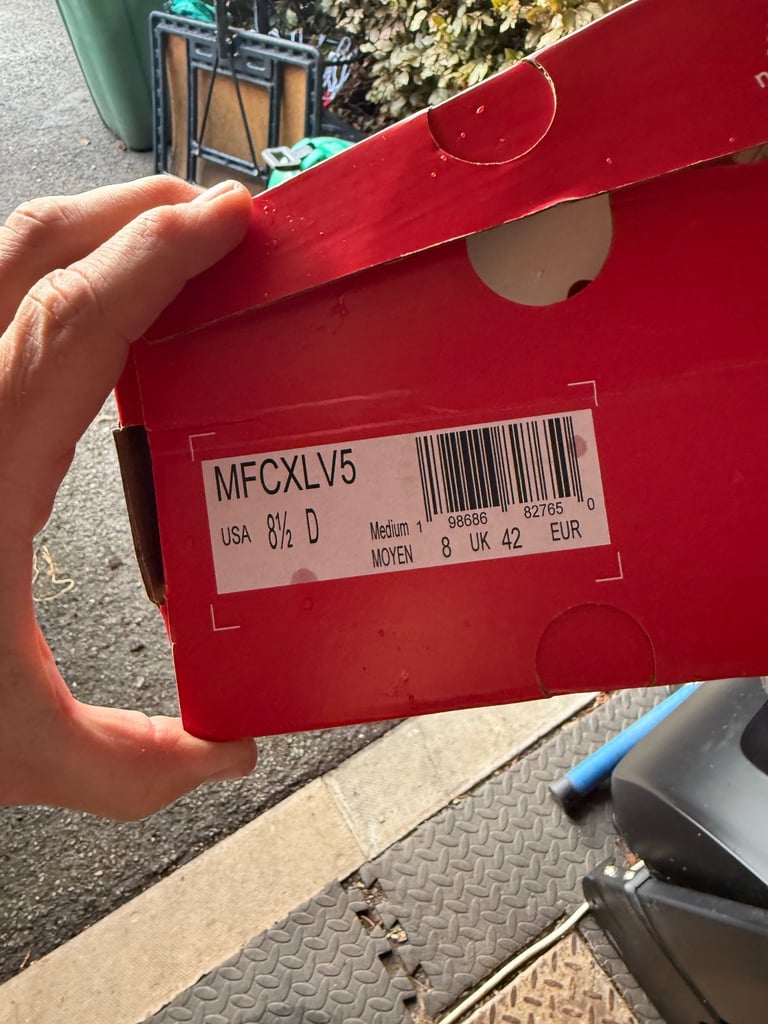 MFCXLV5
USA 8½ D
Medium
MOYEN 8 UK 42 EUR
1 98686 82765 0